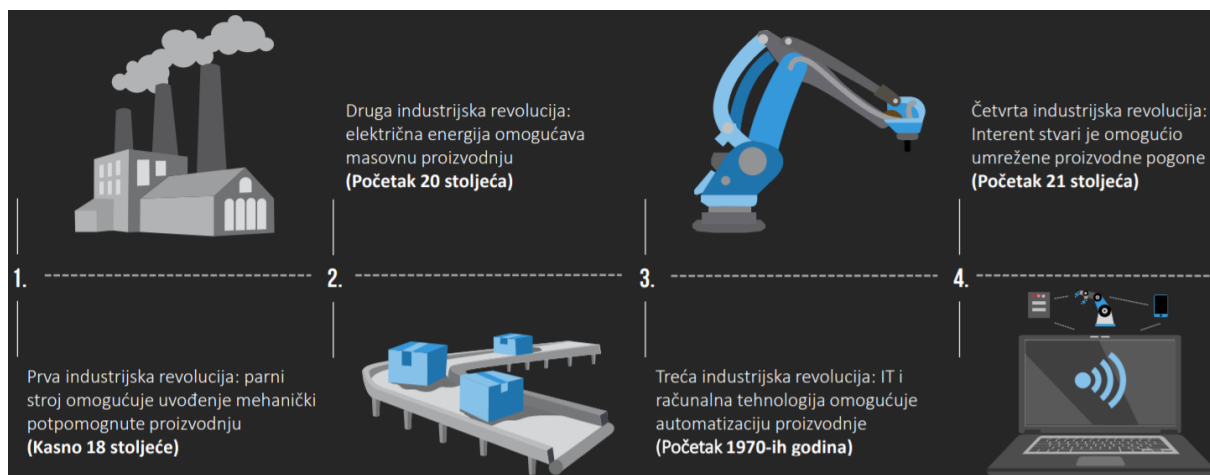 1.
Prva industrijska revolucija: parni
stroj omogućuje uvođenje mehanički
potpomognute proizvodnju
(Kasno 18 stoljeće)
2.
Druga industrijska revolucija:
električna energija omogućava
masovnu proizvodnju
(Početak 20 stoljeća)
3.
Treća industrijska revolucija: IT i
računalna tehnologija omogućuje
automatizaciju proizvodnje
(Početak 1970-ih godina)
4.
Četvrta industrijska revolucija:
Interent stvari je omogućio
umrežene proizvodne pogone
(Početak 21 stoljeća)